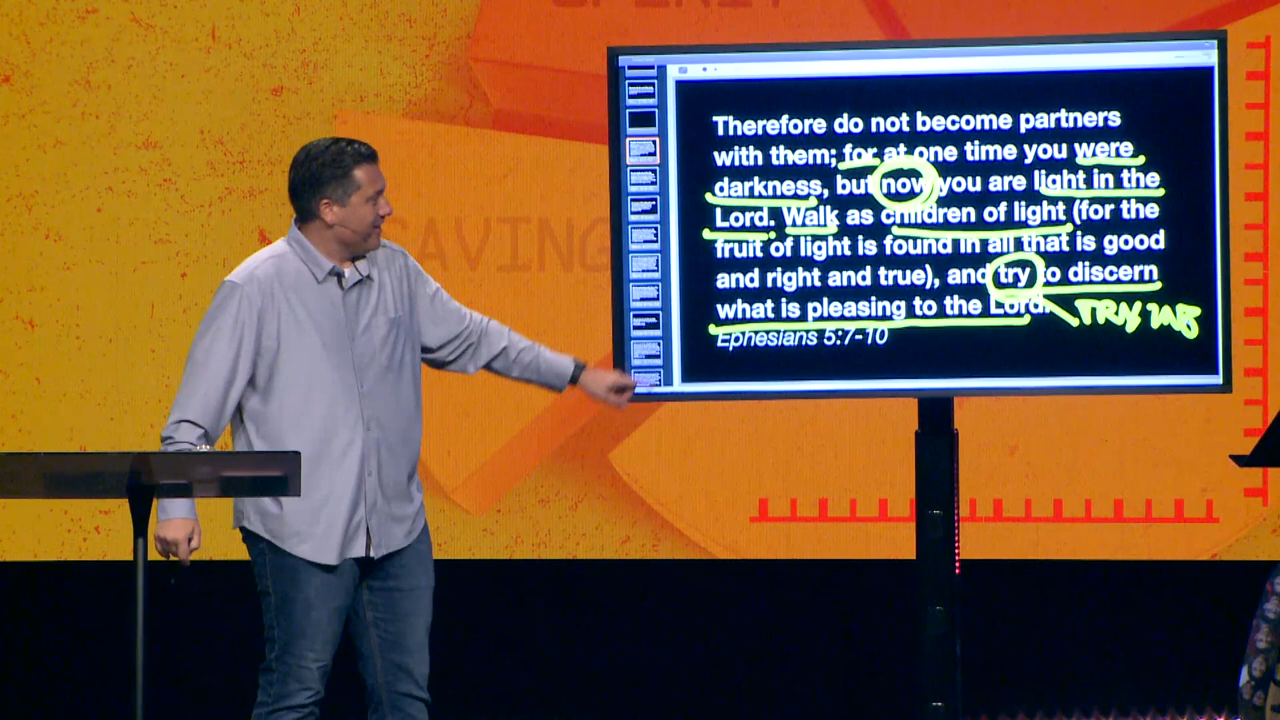 SPIRIT
SAVING
Therefore do not become partners
with them; for at one time you were
darkness, but now you are light in the
Lord. Walk as children of light (for the
fruit of light is found in all that is good
and right and true), and try to discern
what is pleasing to the Lord.
Ephesians 5:7-10